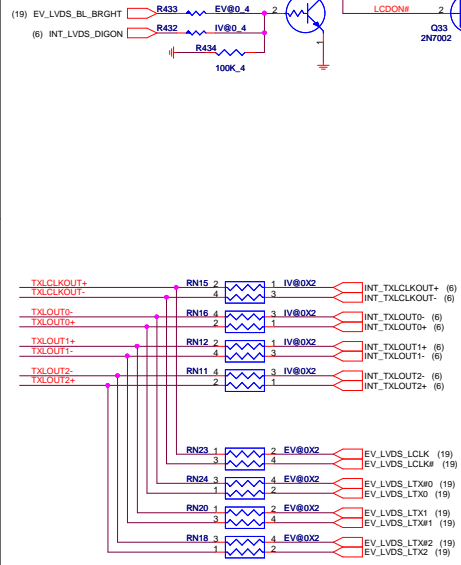 (19) EV_LVDS_BL_BRGHT R433 EV@0_4 2 LCDON# 2
(6) INT_LVDS_DIGON R432 IV@0_4 Q33
R434 1 2N7002
100K_4
TXLCLKOUT+ RN15 2 1 IV@0X2 INT_TXLCLKOUT+ (6)
TXLCLKOUT- 4 3 INT_TXLCLKOUT- (6)
TXLOUT0- RN16 4 3 IV@0X2 INT_TXLOUT0- (6)
TXLOUT0+ 2 1 INT_TXLOUT0+ (6)
TXLOUT1+ RN12 2 1 IV@0X2 INT_TXLOUT1+ (6)
TXLOUT1- 4 3 INT_TXLOUT1- (6)
TXLOUT2- RN11 4 3 IV@0X2 INT_TXLOUT2- (6)
TXLOUT2+ 2 1 INT_TXLOUT2+ (6)
RN23 1 2 EV@0X2 EV_LVDS_LCLK (19)
3 4 EV_LVDS_LCLK# (19)
RN24 3 4 EV@0X2 EV_LVDS_LTX#0 (19)
1 2 EV_LVDS_LTX0 (19)
RN20 1 2 EV@0X2 EV_LVDS_LTX1 (19)
3 4 EV_LVDS_LTX#1 (19)
RN18 3 4 EV@0X2 EV_LVDS_LTX#2 (19)
1 2 EV_LVDS_LTX2 (19)